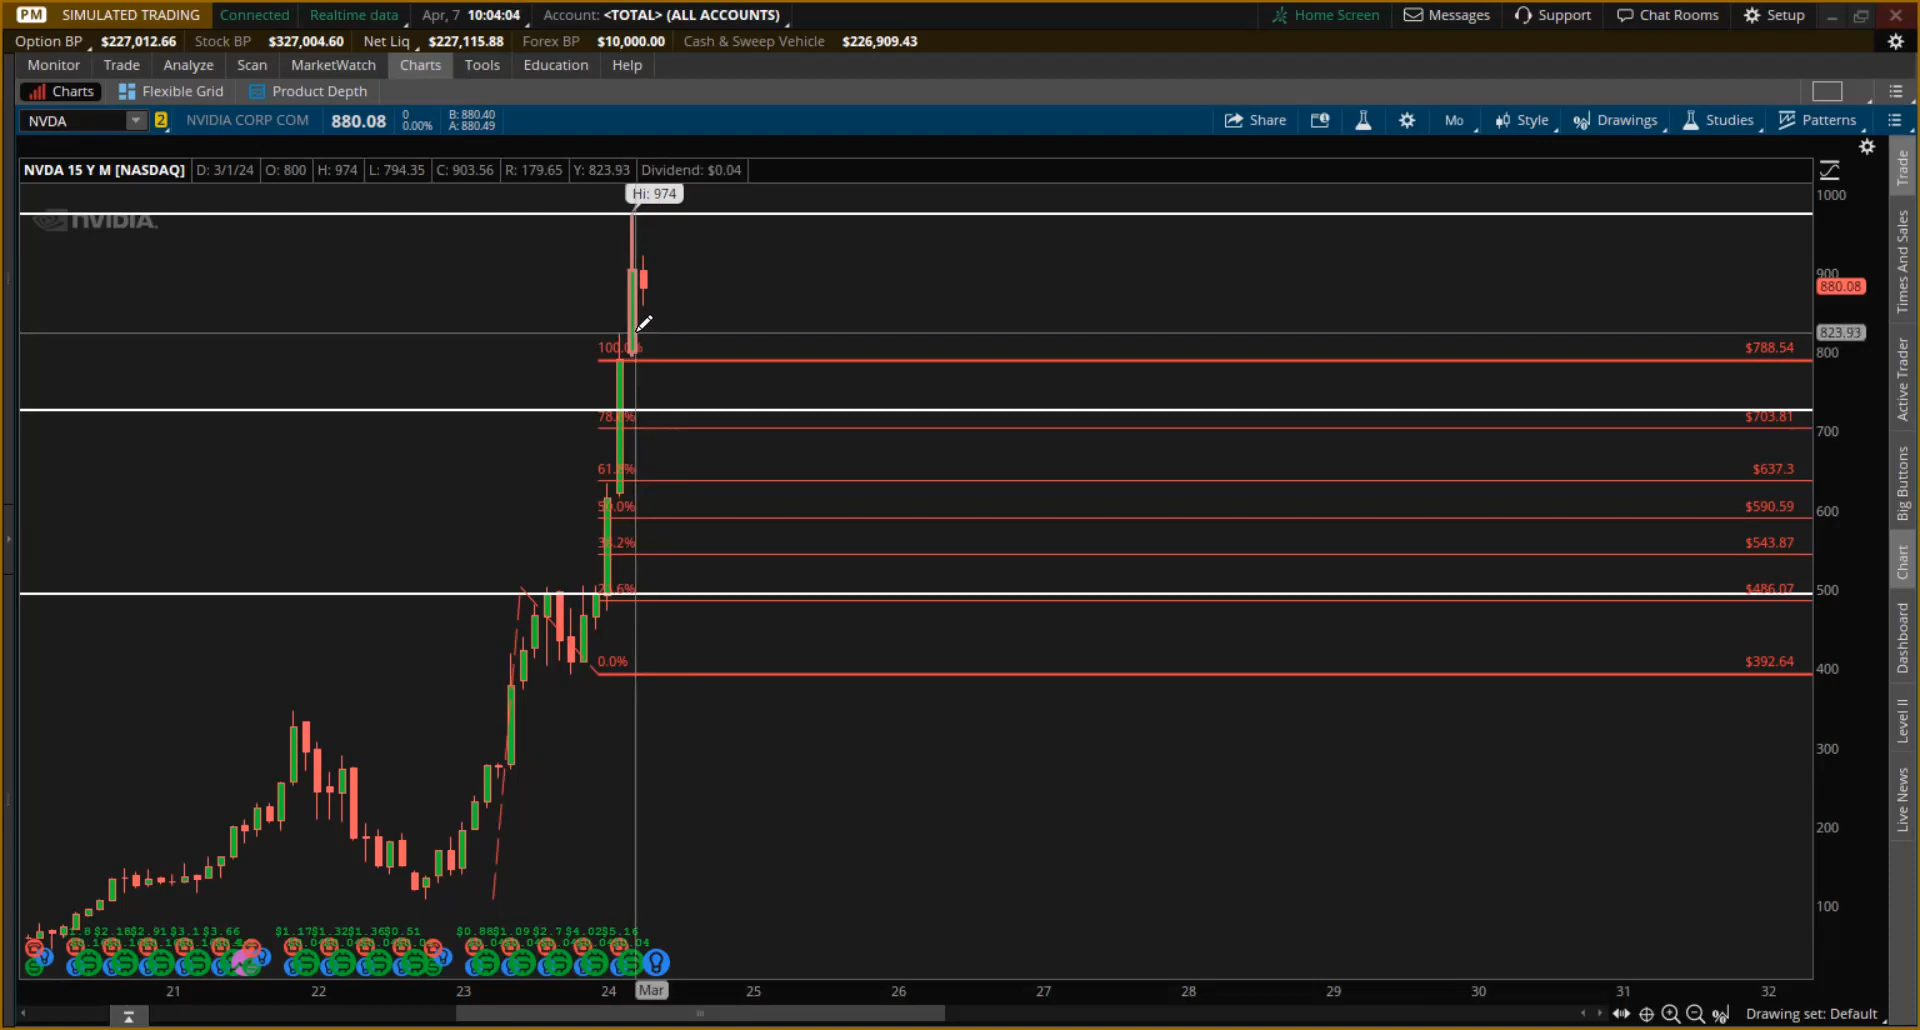 PM SIMULATED TRADING Connected Realtime data Apr, 7 10:04:04 Account: <TOTAL> (ALL ACCOUNTS) Home Screen Messages Support Chat Rooms Setup
Option BP $227,012.66 Stock BP $327,004.60 Net Liq $227,115.88 Forex BP $10,000.00 Cash & Sweep Vehicle $226,909.43
Monitor Trade Analyze Scan MarketWatch Charts Tools Education Help
Charts Flexible Grid Product Depth
NVDA 2 NVIDIA CORP COM 880.08 0 B: 880.40
0.00% A: 880.49
Share Mo Style Drawings Studies Patterns
NVDA 15 Y M [NASDAQ] D: 3/1/24 O: 800 H: 974 L: 794.35 C: 903.56 R: 179.65 Y: 823.93 Dividend: $0.04
Hi: 974
NVIDIA.
1000
900
880.08
823.93
800
700
600
500
400
300
200
100
$788.54
$703.81
61.8% $637.3
$590.59
$543.87
$486.07
0.0% $392.64
21 22 23 24 Mar 25 26 27 28 29 30 31 32
Drawing set: Default
Trade
Times And Sales
Active Trader
Big Buttons
Chart
Dashboard
Level II
Live News